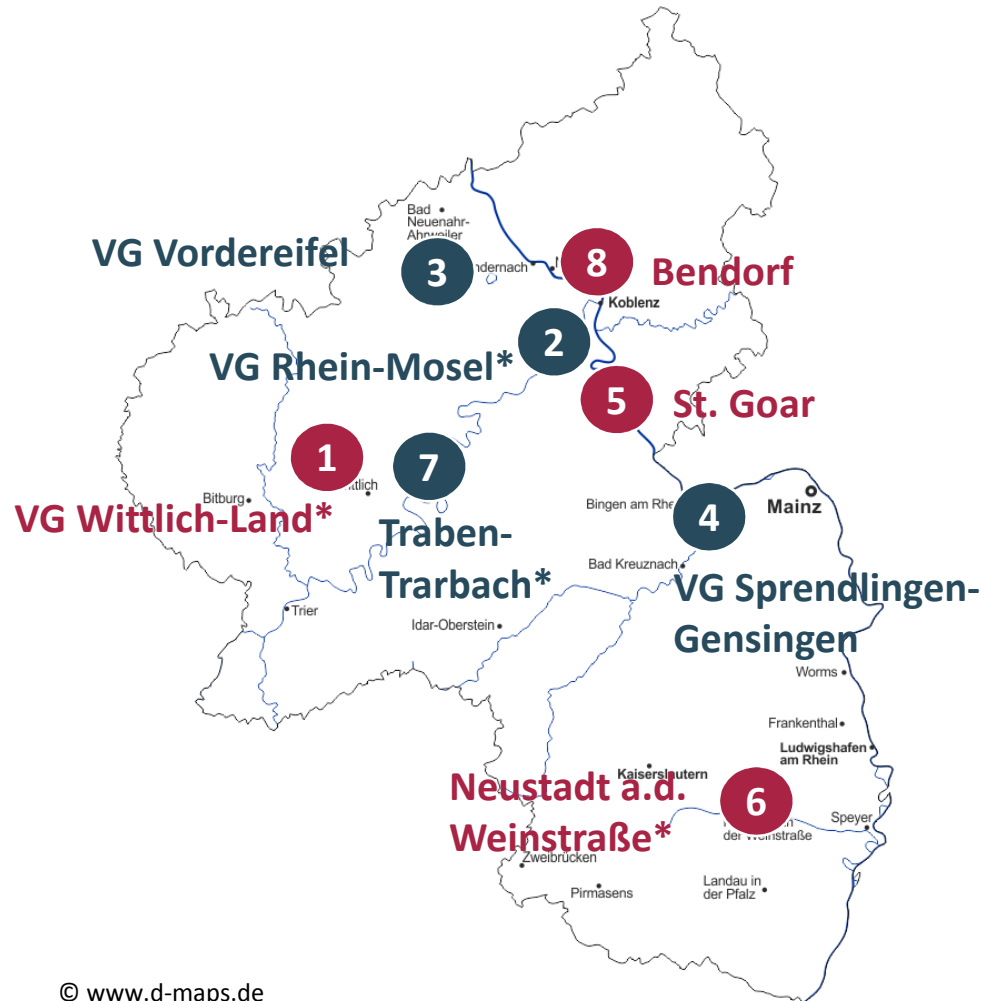 Bad
Neuenahr-
Ahrweiler
VG Vordereifel
3
8
Bendorf
Koblenz
2
VG Rhein-Mosel*
5
St. Goar
1
7
Bitburg
VG Wittlich-Land*
Bingen am
4
Mainz
Traben-
Trarbach*
Bad Kreuznach
VG Sprendlingen-
Gensingen
Trier
Idar-Oberstein
Worms
Frankenthal
Ludwigshafen
am Rhein
Kaiserslautern
Neustadt a.d.
Weinstraße*
6
der Weinstraße
Speyer
Zweibrücken
Pirmasens
Landau in
der Pfalz
© www.d-maps.de